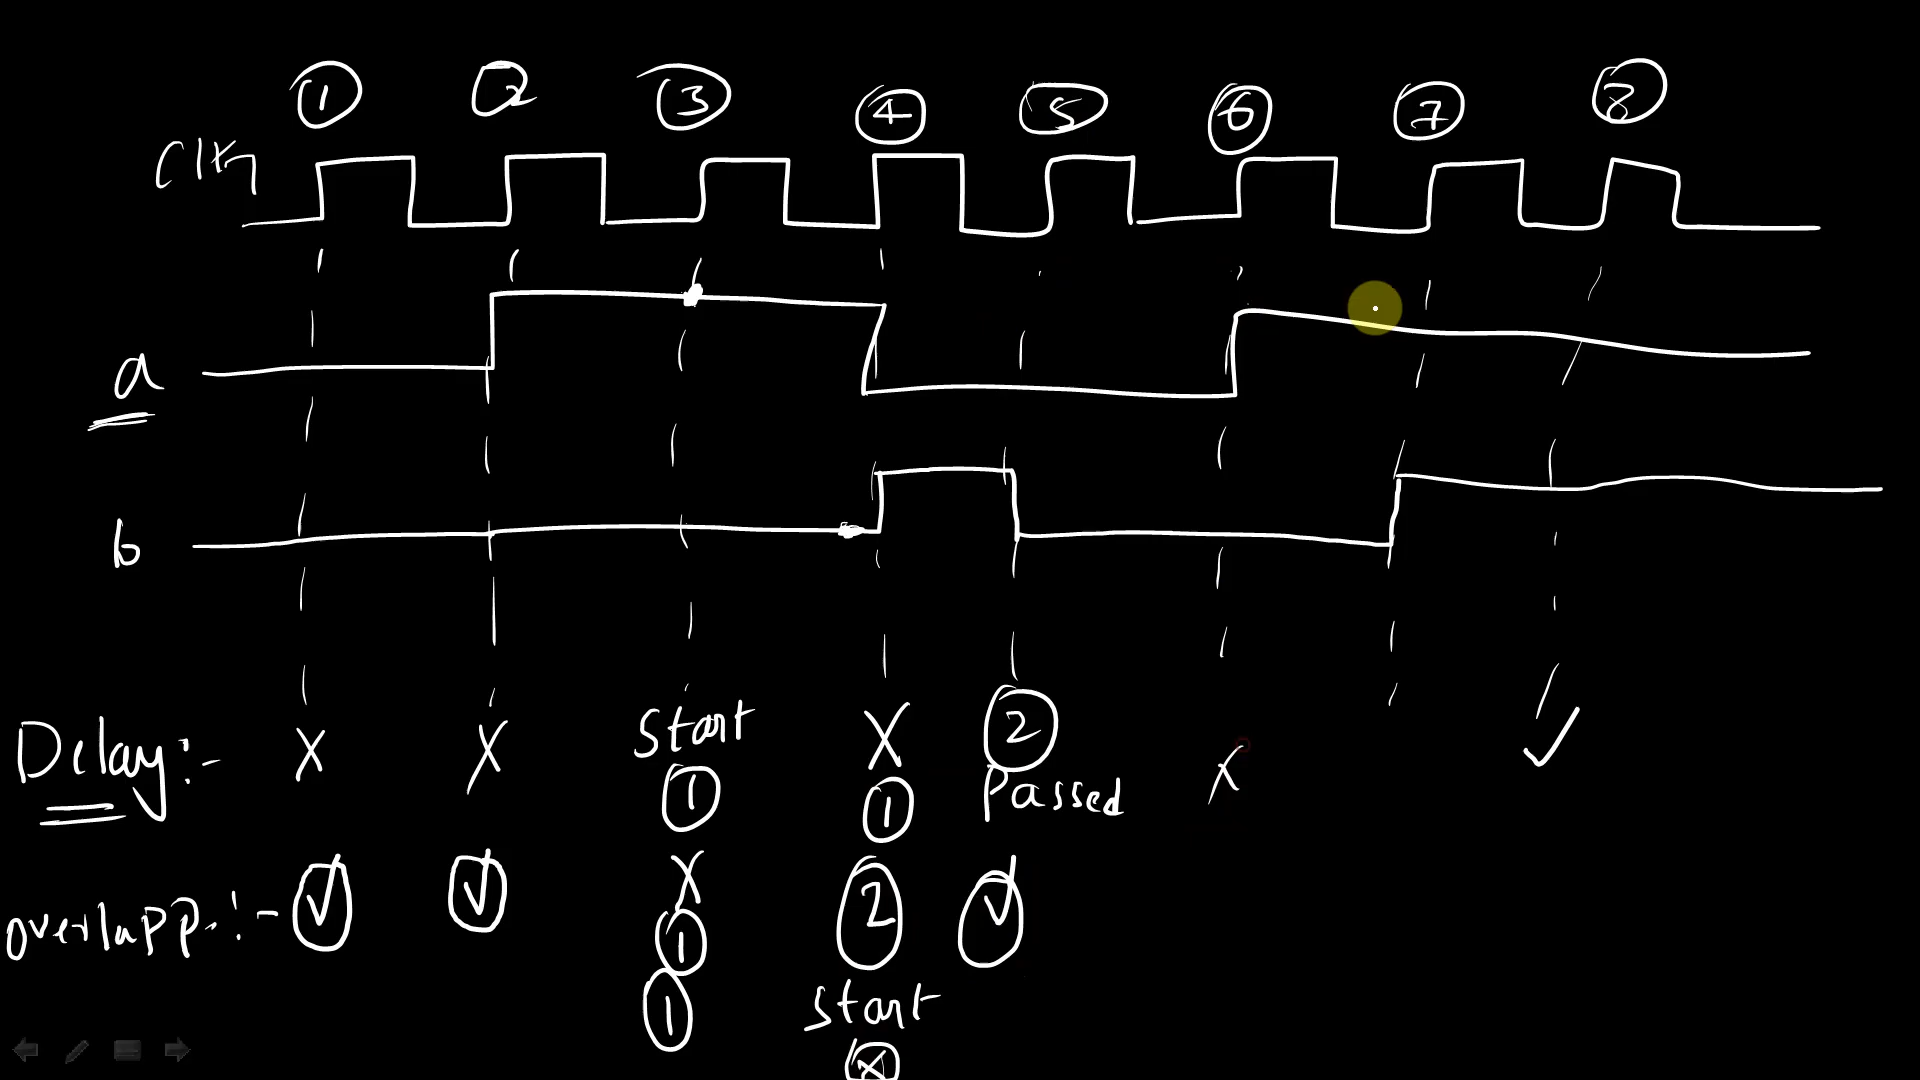 1 2 3 4 5 6 7 8
Clk
a
b
Delay:- X X Start X 2 X ✓
1 1 Passed
overlapp.:- ✓ ✓ X 2 ✓
1
1 Start
X